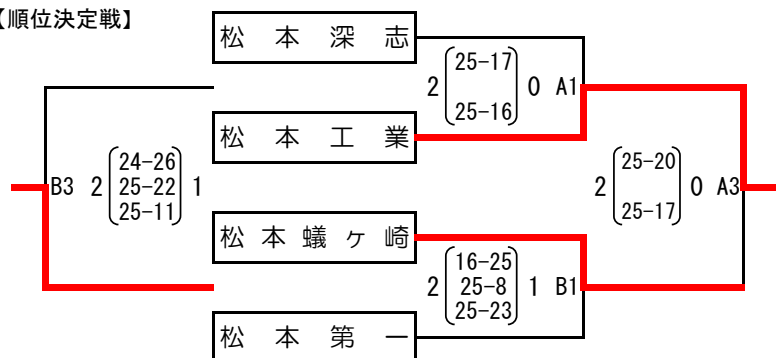 【順位決定戦】
松本深志
2 25-17 25-16 0 A1
松本工業
B3 2 24-26 25-22 25-11 1
2 25-20 25-17 0 A3
松本蟻ヶ崎
2 16-25 25-8 25-23 1 B1
松本第一